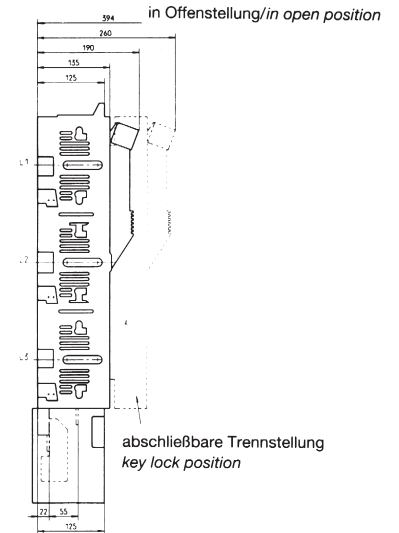 394
in Offenstellung/in open position
260
190
135
125
L1
L2
L3
abschließbare Trennstellung
key lock position
22
55
125